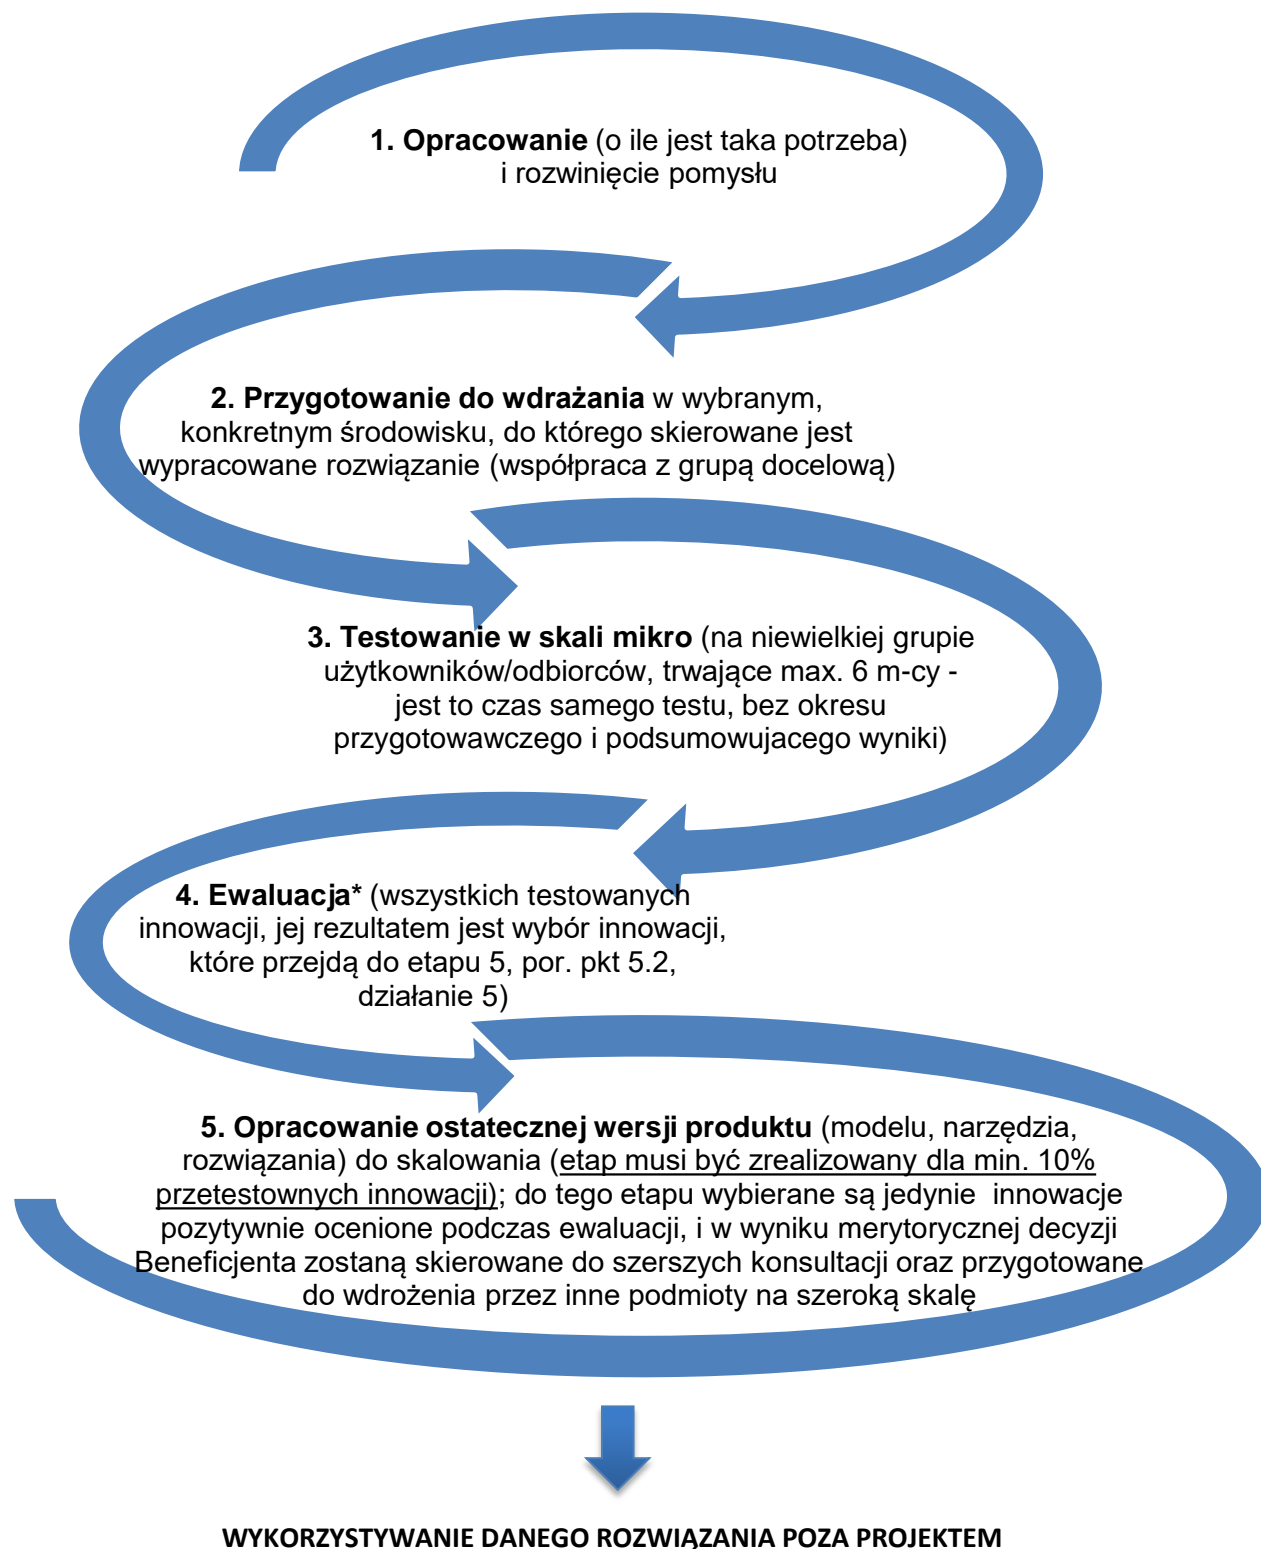 1. Opracowanie (o ile jest taka potrzeba)
i rozwinięcie pomysłu
2. Przygotowanie do wdrażania w wybranym,
konkretnym środowisku, do którego skierowane jest
wypracowane rozwiązanie (współpraca z grupą docelową)
3. Testowanie w skali mikro (na niewielkiej grupie
użytkowników/odbiorców, trwające max. 6 m-cy -
jest to czas samego testu, bez okresu
przygotowawczego i podsumowujacego wyniki)
4. Ewaluacja* (wszystkich testowanych
innowacji, jej rezultatem jest wybór innowacji,
które przejdą do etapu 5, por. pkt 5.2,
działanie 5)
5. Opracowanie ostatecznej wersji produktu (modelu, narzędzia,
rozwiązania) do skalowania (etap musi być zrealizowany dla min. 10%
przetestownych innowacji); do tego etapu wybierane są jedynie innowacje
pozytywnie ocenione podczas ewaluacji, i w wyniku merytorycznej decyzji
Beneficjenta zostaną skierowane do szerszych konsultacji oraz przygotowane
do wdrożenia przez inne podmioty na szeroką skalę
WYKORZYSTYWANIE DANEGO ROZWIĄZANIA POZA PROJEKTEM